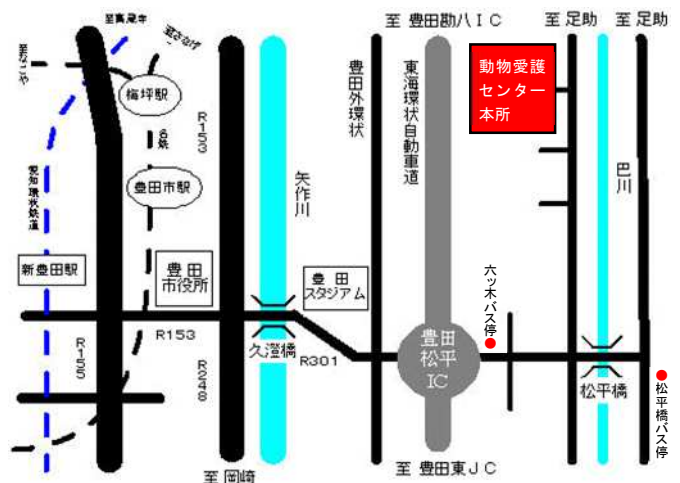 至高蔵寺
至さなげ
至なごや
梅坪駅
名鉄
豊田市駅
愛知環状鉄道
新豊田駅
R153
矢作川
豊田
市役所
豊田
スタジアム
R153
R155
R248
久澄橋
R301
至 岡崎
至 豊田勘八IC
豊田外環状
東海環状自動車道
動物愛護
センター
本所
至 足助
至 足助
巴川
六ツ木バス停
豊田
松平
IC
松平橋
松平橋バス停
至 豊田東JC